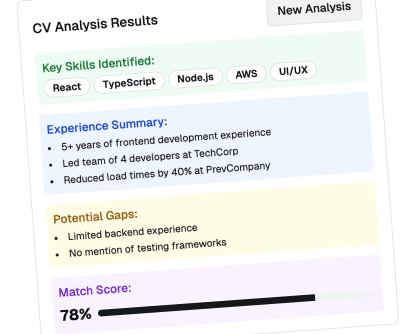 CV Analysis Results
New Analysis
Key Skills Identified:
React TypeScript Node.js AWS UI/UX
Experience Summary:
• 5+ years of frontend development experience
• Led team of 4 developers at TechCorp
• Reduced load times by 40% at PrevCompany
Potential Gaps:
• Limited backend experience
• No mention of testing frameworks
Match Score:
78%